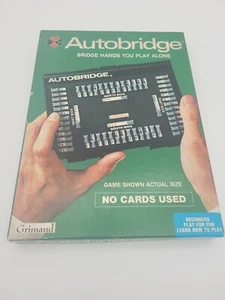 Autobridge
BRIDGE HANDS YOU PLAY ALONE
AUTOBRIDGE
GAME SHOWN ACTUAL SIZE
NO CARDS USED
Grimaud
BEGINNERS
PLAY FOR FUN
LEARN HOW TO PLAY